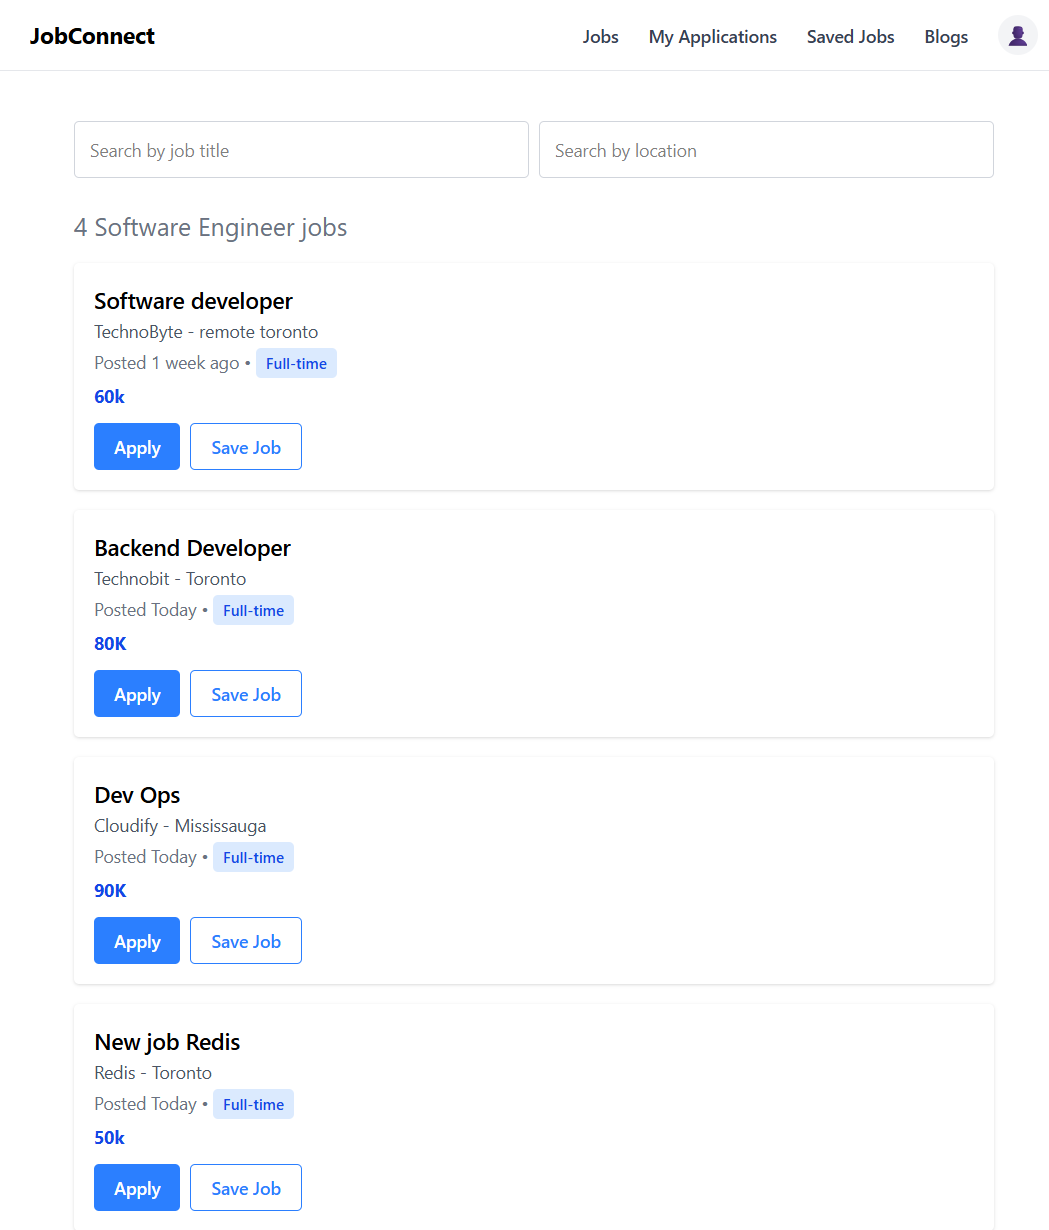 JobConnect Jobs My Applications Saved Jobs Blogs
Search by job title Search by location
4 Software Engineer jobs
Software developer
TechnoByte - remote toronto
Posted 1 week ago • Full-time
60k
Apply Save Job
Backend Developer
Technobit - Toronto
Posted Today • Full-time
80K
Apply Save Job
Dev Ops
Cloudify - Mississauga
Posted Today • Full-time
90K
Apply Save Job
New job Redis
Redis - Toronto
Posted Today • Full-time
50k
Apply Save Job